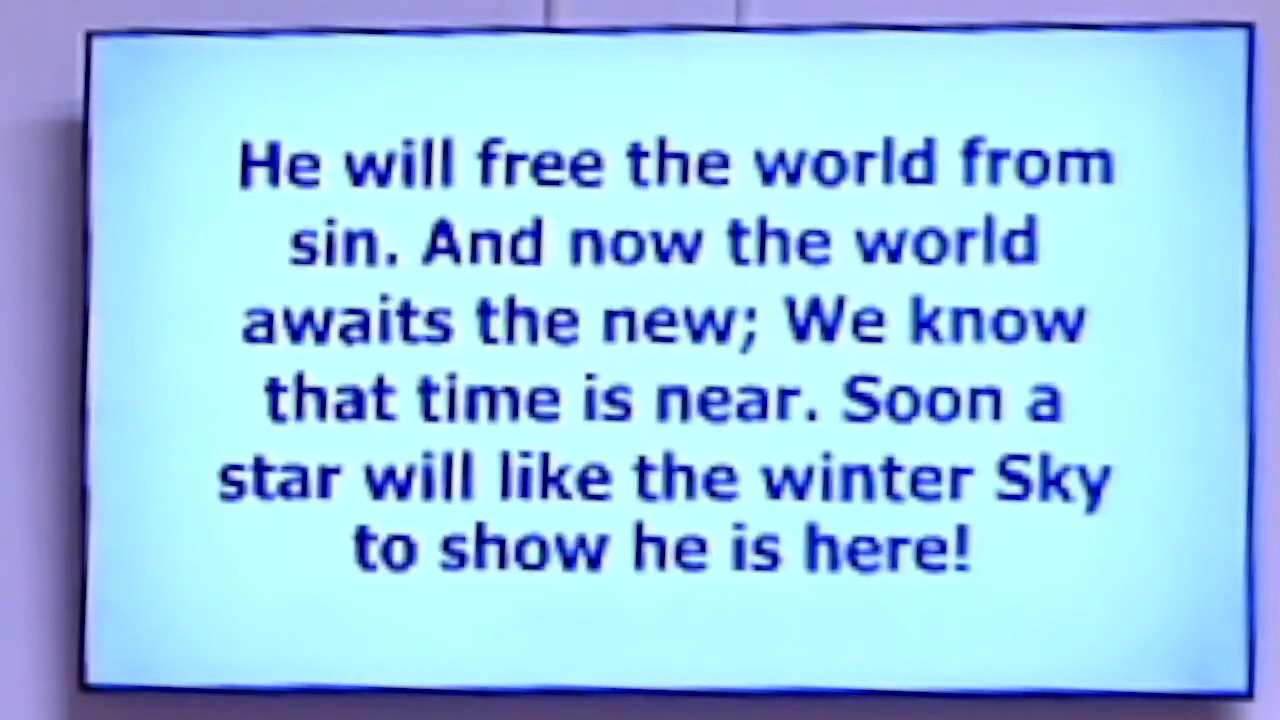 He will free the world from
sin. And now the world
awaits the new; We know
that time is near. Soon a
star will like the winter Sky
to show he is here!